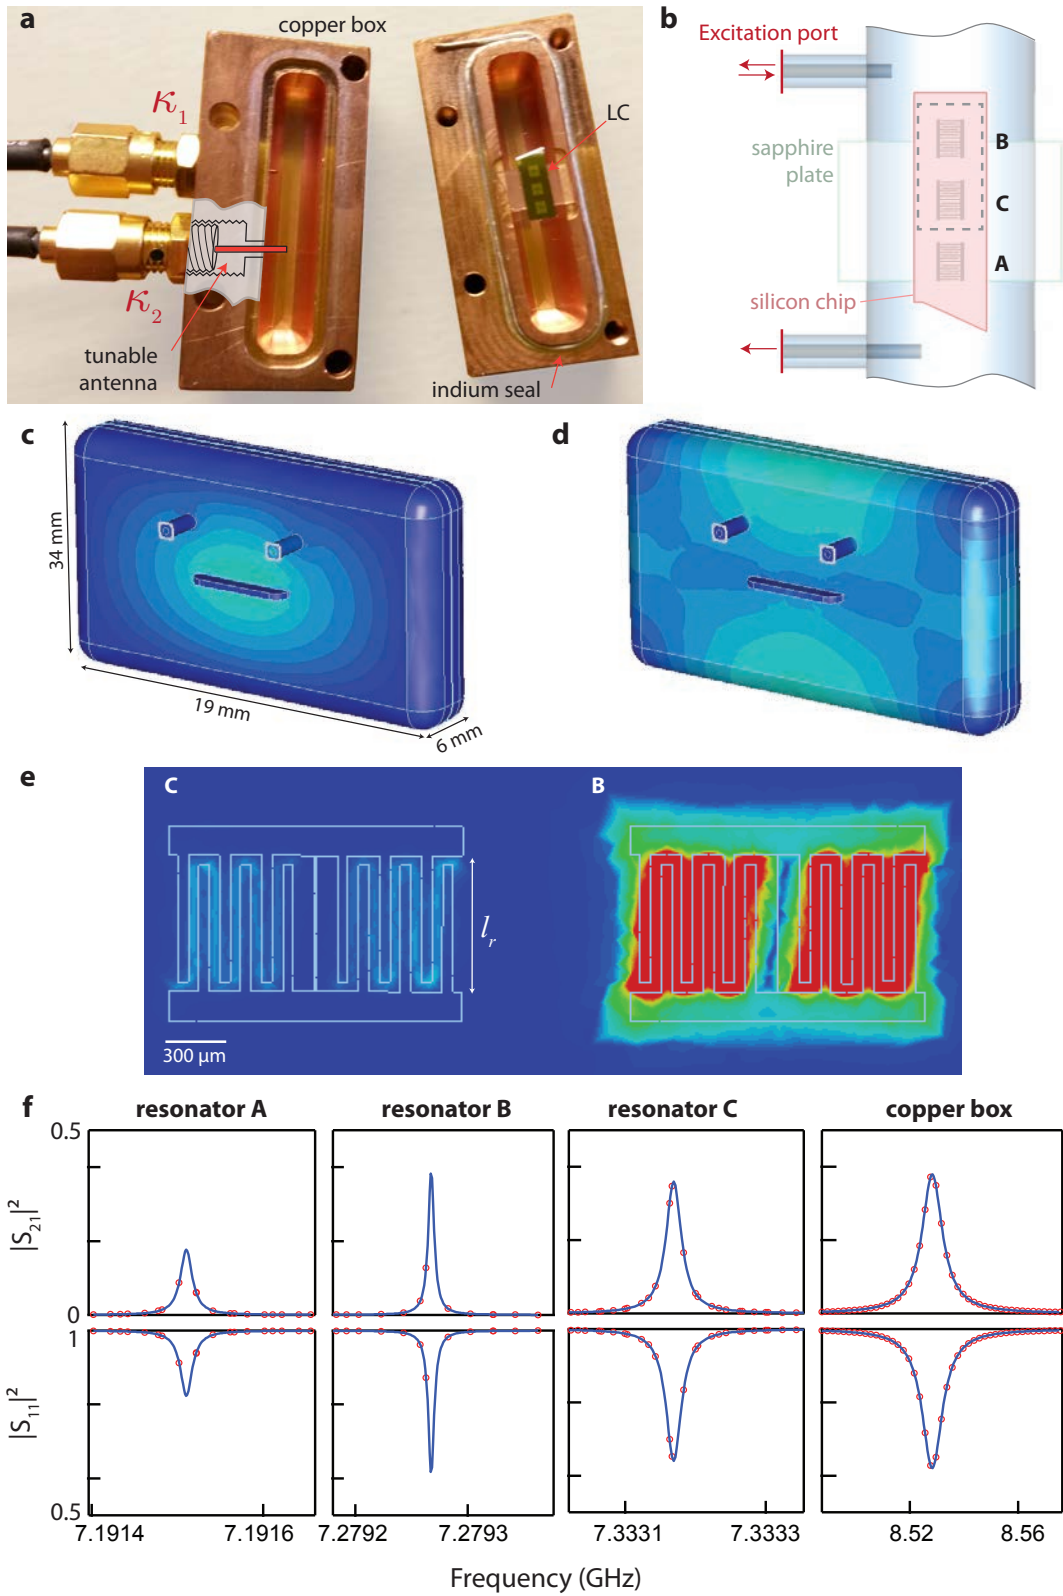 a
copper box
κ1
LC
κ2
tunable
antenna
indium seal
b
Excitation port
sapphire
plate
B
C
A
silicon chip
c
34 mm
19 mm
6 mm
d
e
C
B
lr
300 μm
f
resonator A
resonator B
resonator C
copper box
0.5
|S21|²
0
1
|S11|²
0.5
7.1914
7.1916
7.2792
7.2793
7.3331
7.3333
8.52
8.56
Frequency (GHz)